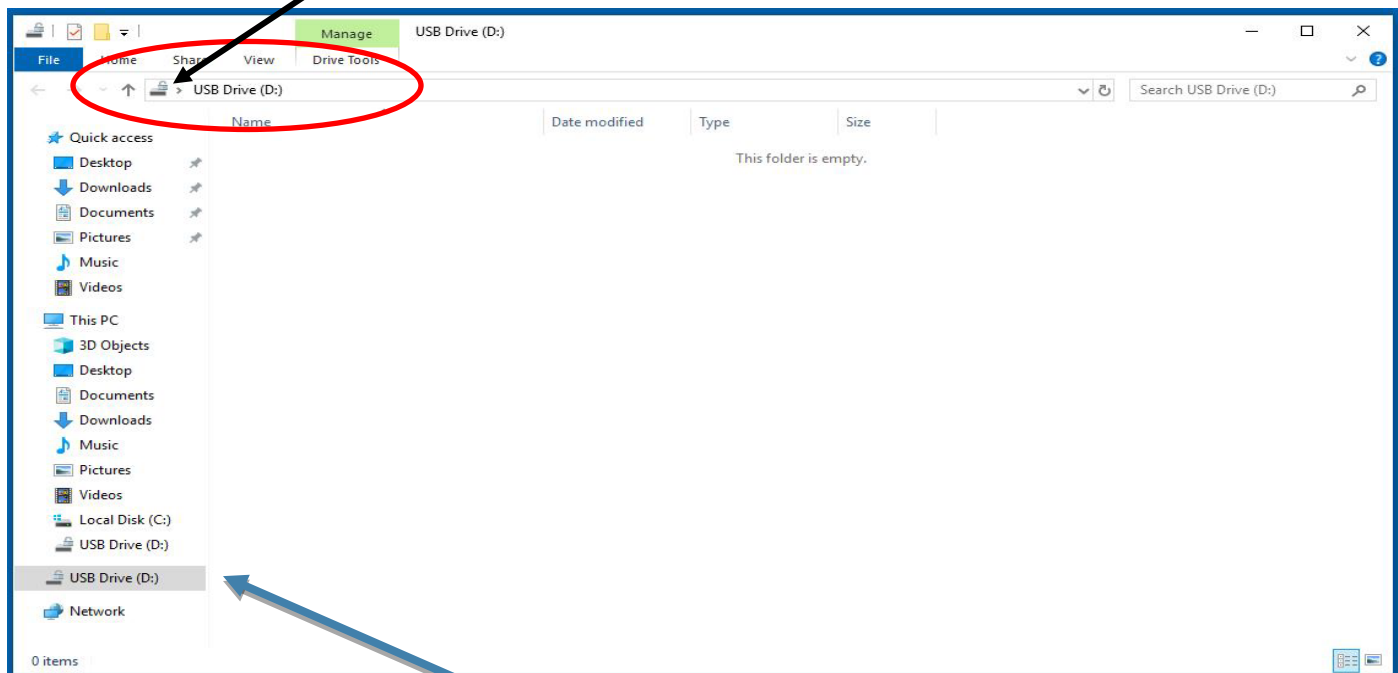 Manage USB Drive (D:)
File Home Share View Drive Tools
USB Drive (D:) Search USB Drive (D:)
Name Date modified Type Size
This folder is empty.
Quick access
Desktop
Downloads
Documents
Pictures
Music
Videos
This PC
3D Objects
Desktop
Documents
Downloads
Music
Pictures
Videos
Local Disk (C:)
USB Drive (D:)
USB Drive (D:)
Network
0 items